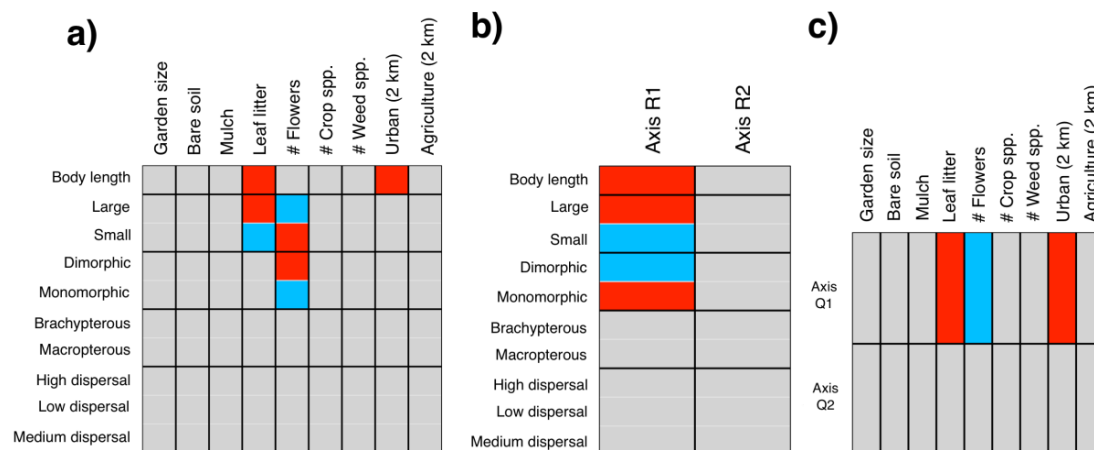 a)
Garden size
Bare soil
Mulch
Leaf litter
# Flowers
# Crop spp.
# Weed spp.
Urban (2 km)
Agriculture (2 km)
Body length
Large
Small
Dimorphic
Monomorphic
Brachypterous
Macropterous
High dispersal
Low dispersal
Medium dispersal
b)
Axis R1
Axis R2
Body length
Large
Small
Dimorphic
Monomorphic
Brachypterous
Macropterous
High dispersal
Low dispersal
Medium dispersal
c)
Garden size
Bare soil
Mulch
Leaf litter
# Flowers
# Crop spp.
# Weed spp.
Urban (2 km)
Agriculture (2 km)
Axis
Q1
Axis
Q2